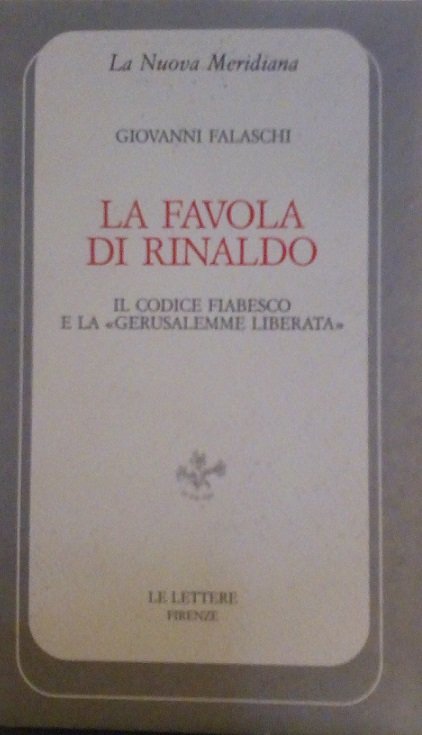 La Nuova Meridiana
GIOVANNI FALASCHI
LA FAVOLA
DI RINALDO
IL CODICE FIABESCO
E LA «GERUSALEMME LIBERATA»
LE LETTERE
FIRENZE